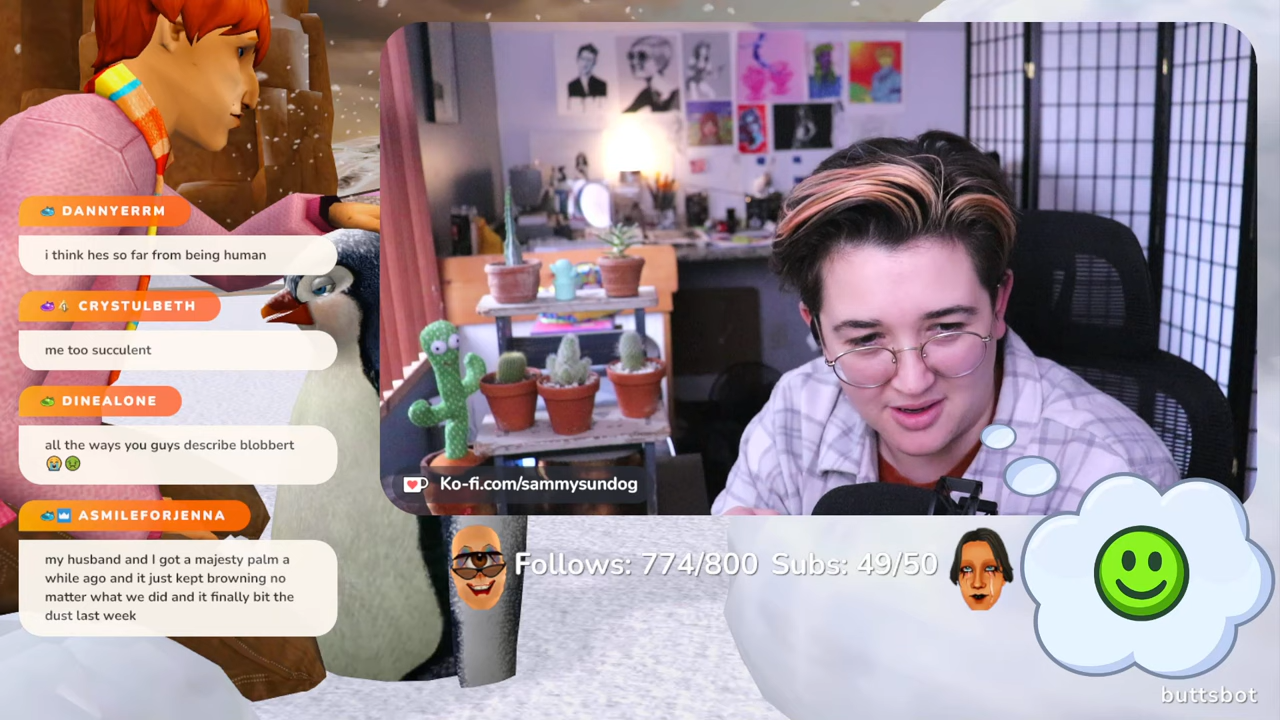 DANNYERRM
i think hes so far from being human
CRYSTULBETH
me too succulent
DINEALONE
all the ways you guys describe blobbert
ASMILEFORJENNA
my husband and I got a majesty palm a
while ago and it just kept browning no
matter what we did and it finally bit the
dust last week
Ko-fi.com/sammysundog
Follows: 774/800 Subs: 49/50
buttsbot